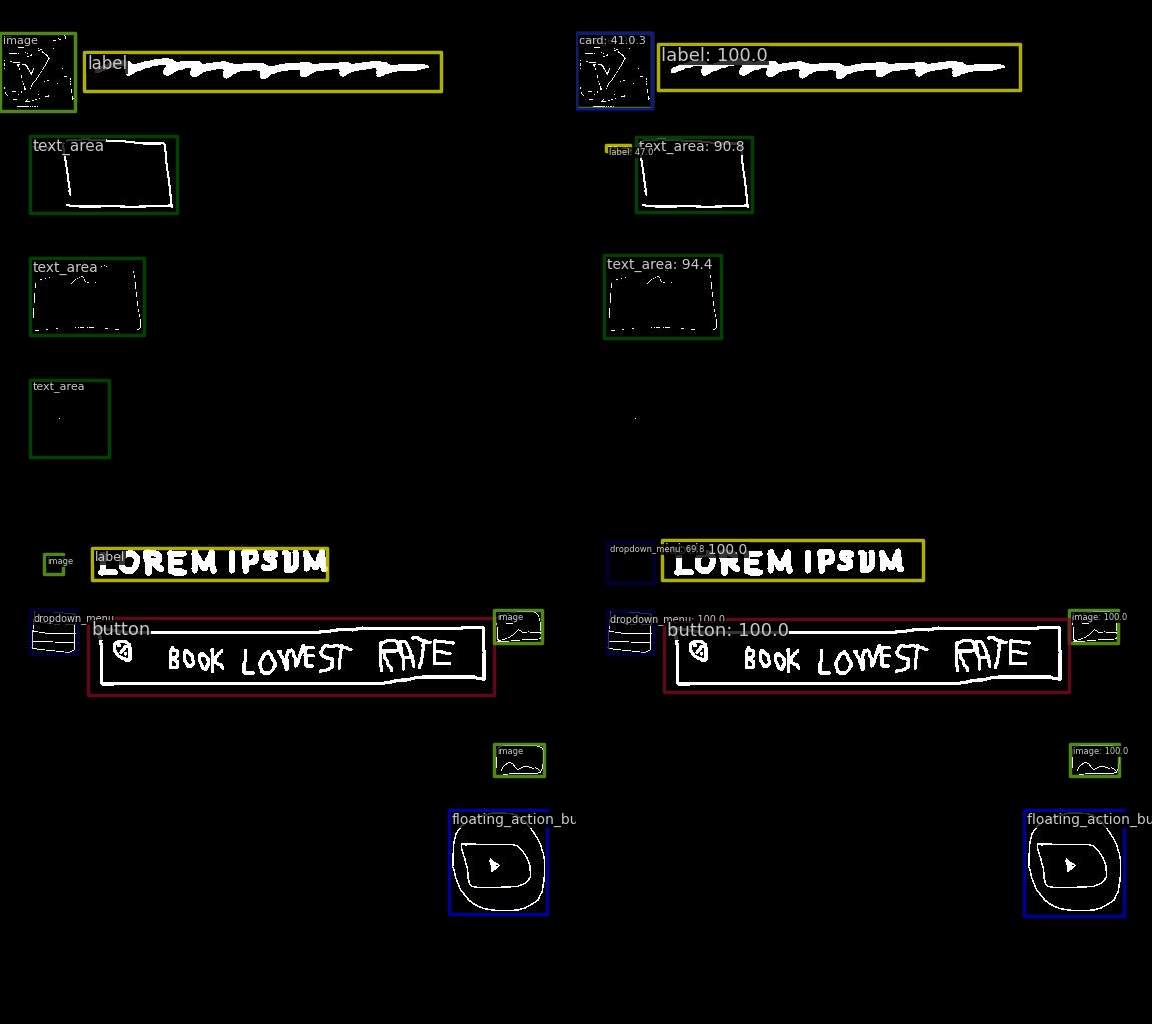 image
label
card: 41.0.3
label: 100.0
text_area
label: 47.0
text_area: 90.8
text_area
text_area: 94.4
text_area
image
label
LOREM IPSUM
dropdown_menu: 69.8
100.0
LOREM IPSUM
dropdown_menu
button
image
BOOK LOWEST RATE
dropdown_menu: 100.0
button: 100.0
image: 100.0
BOOK LOWEST RATE
image
image: 100.0
floating_action_bu
floating_action_bu